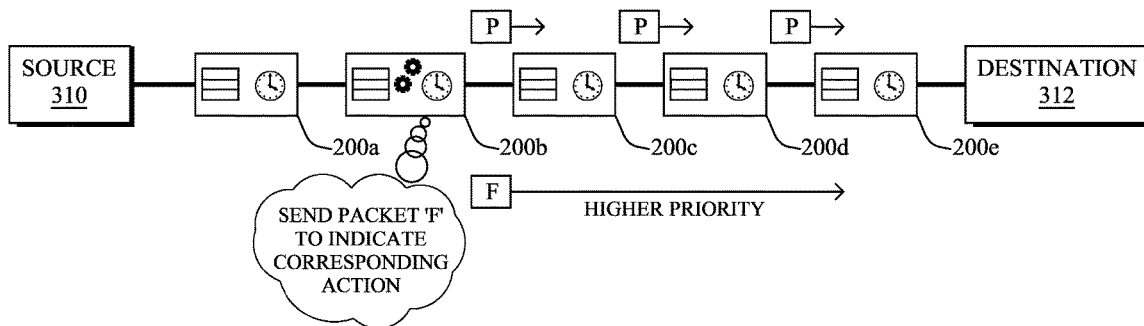 P
P
P
SOURCE
310
DESTINATION
312
200a
200b
200c
200d
200e
F
HIGHER PRIORITY
SEND PACKET 'F'
TO INDICATE
CORRESPONDING
ACTION